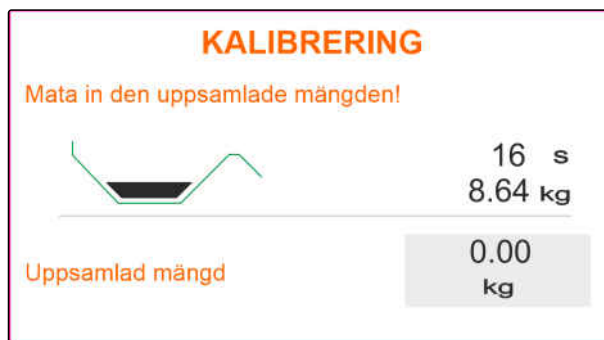 KALIBRERING
Mata in den uppsamlade mängden!
16 s
8.64 kg
Uppsamlad mängd
0.00
kg